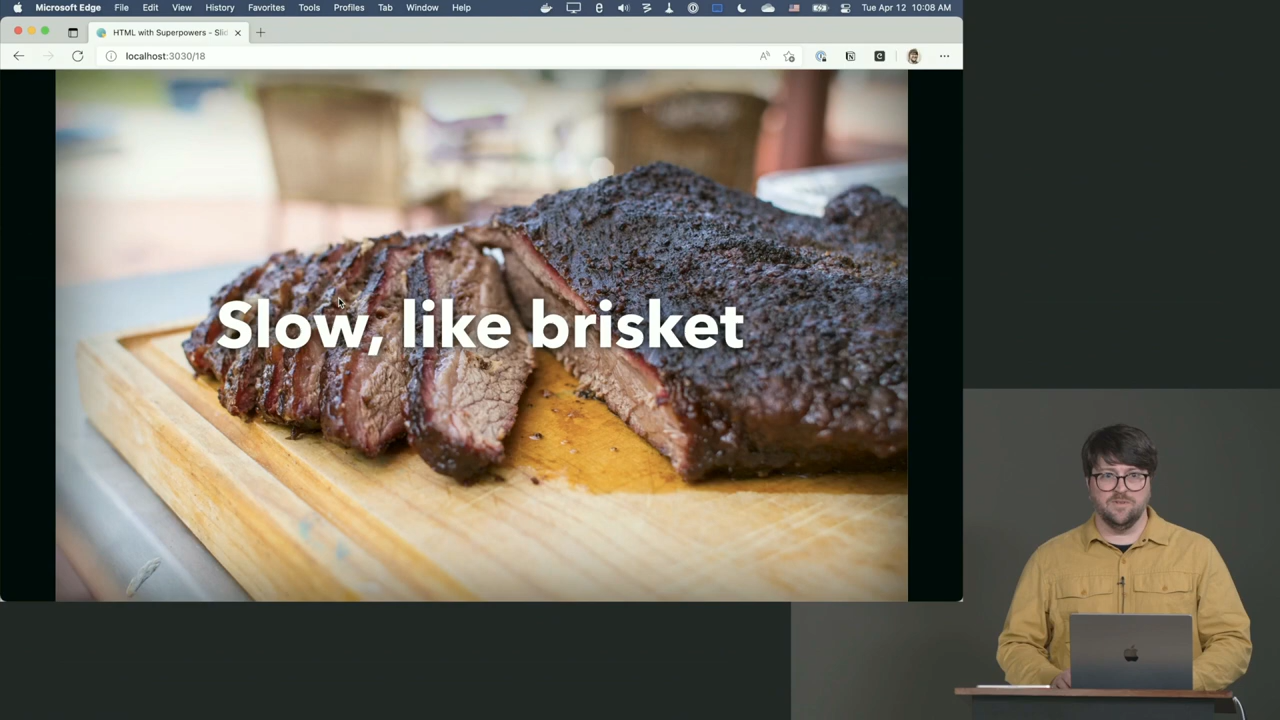 Microsoft Edge File Edit View History Favorites Tools Profiles Tab Window Help Tue Apr 12 10:08 AM
HTML with Superpowers - Slid
localhost:3030/18
Slow, like brisket